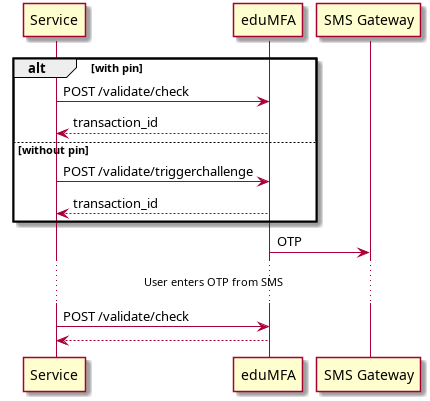 Service eduMFA SMS Gateway
alt [with pin]
POST /validate/check
transaction_id
[without pin]
POST /validate/triggerchallenge
transaction_id
OTP
User enters OTP from SMS
POST /validate/check
Service eduMFA SMS Gateway